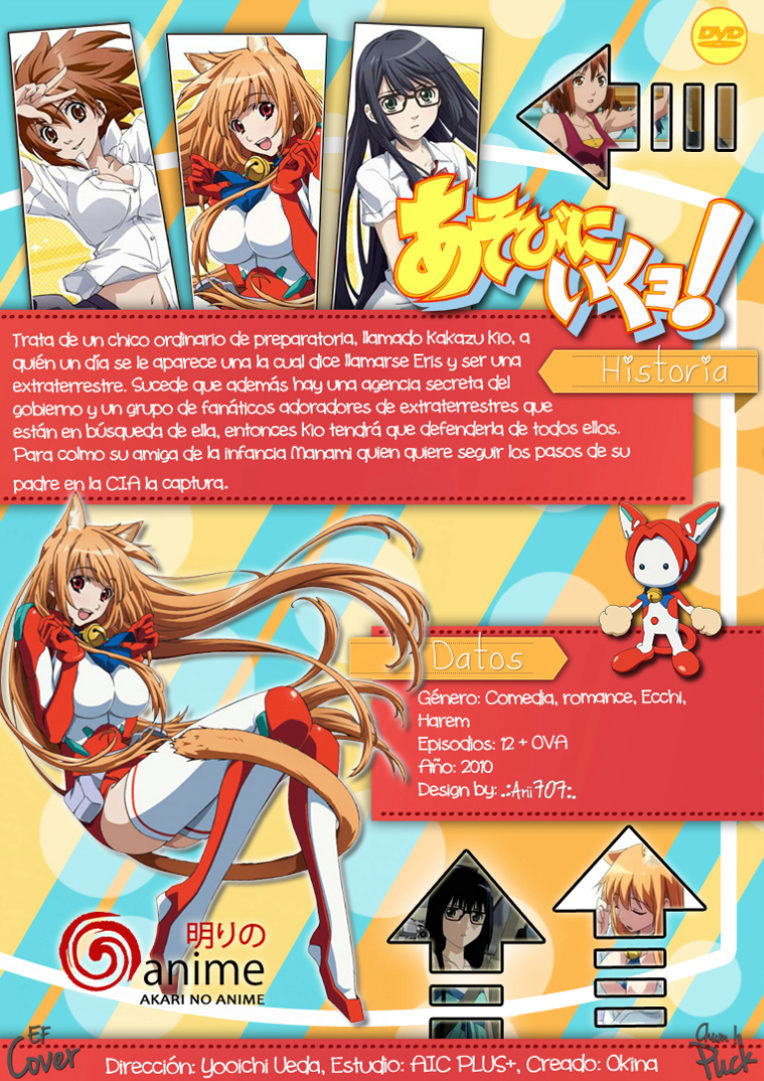 DVD
あそびにいくヨ!
Trata de un chico ordinario de preparatoria, llamado Kakazu Kio, a
quién un día se le aparece una la cual dice llamarse Eris y ser una
extraterrestre. Sucede que además hay una agencia secreta del
gobierno y un grupo de fanáticos adoradores de extraterrestres que
están en búsqueda de ella, entonces Kio tendrá que defenderla de todos ellos.
Para colmo su amiga de la infancia Manami quien quiere seguir los pasos de su
padre en la CIA la captura.
Historia
Datos
Género: Comedia, romance, Ecchi,
Harem
Episodios: 12 + OVA
Año: 2010
Design by: .:Arii707:.
明りの
anime
AKARI NO ANIME
EF
Cover
Dirección: Yooichi Ueda, Estudio: AIC PLUS+, Creado: Okina
Puck